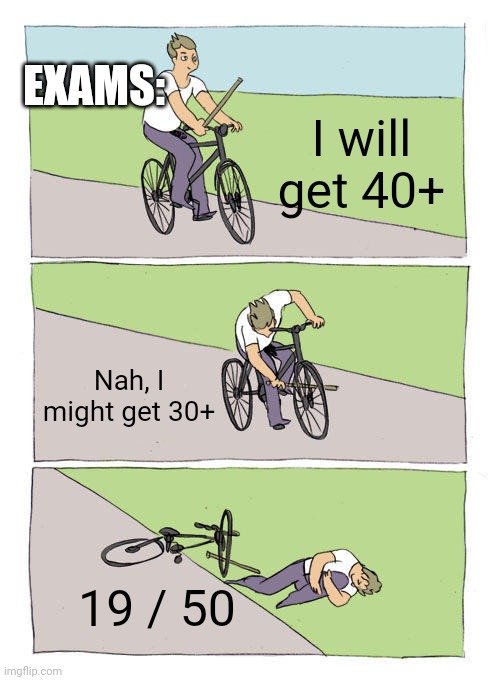 EXAMS:
I will
get 40+
Nah, I
might get 30+
19 / 50
imgflip.com